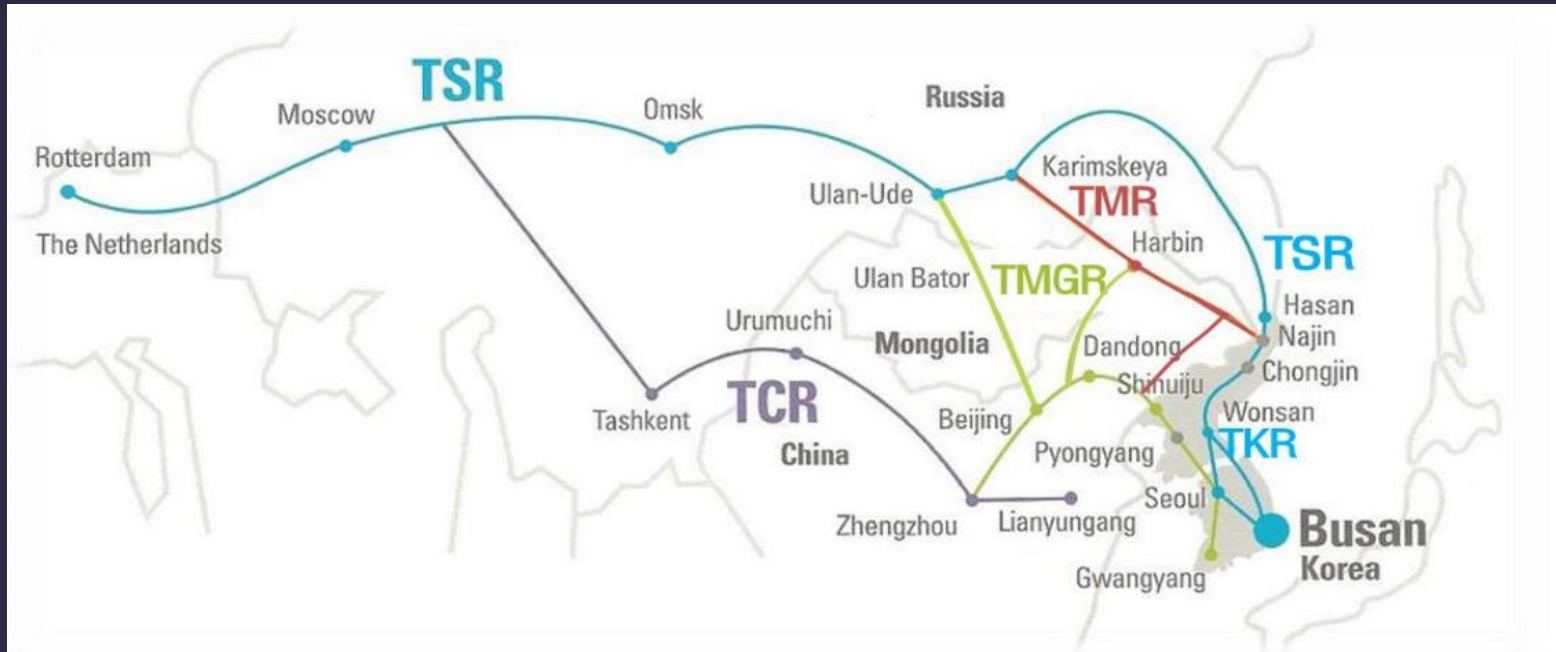 TSR
Moscow
Omsk
Russia
Rotterdam
Karimskeya
Ulan-Ude
TMR
The Netherlands
Harbin
TSR
Ulan Bator
TMGR
Hasan
Urumuchi
Najin
Mongolia
Dandong
Chongjin
Shinuiju
TCR
Wonsan
Tashkent
Beijing
TKR
China
Pyongyang
Seoul
Zhengzhou
Lianyungang
Busan
Korea
Gwangyang